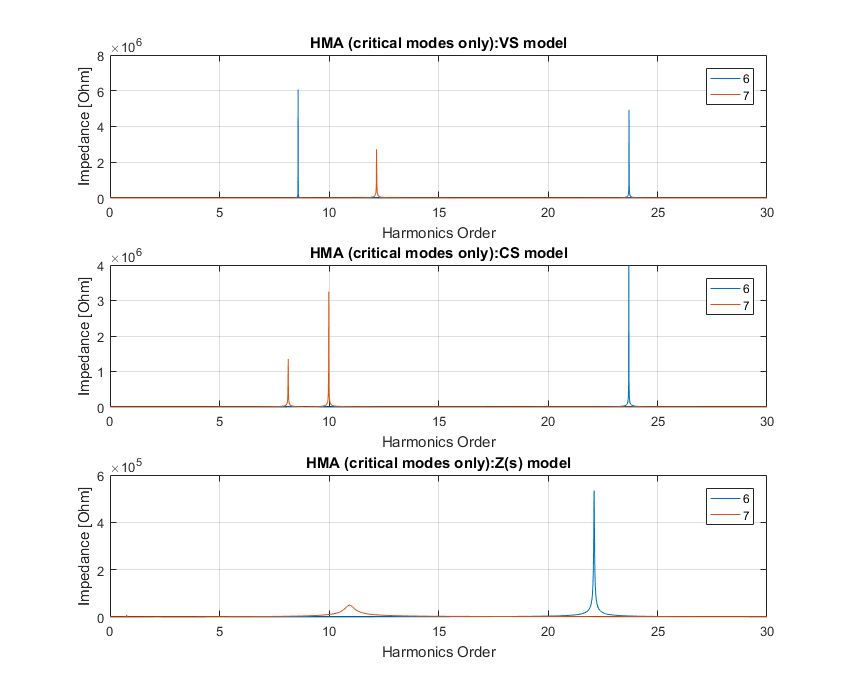 HMA (critical modes only):VS model
×10^6
8
6
4
2
0
Impedance [Ohm]
0 5 10 15 20 25 30
Harmonics Order
6
7
HMA (critical modes only):CS model
×10^6
4
3
2
1
0
Impedance [Ohm]
0 5 10 15 20 25 30
Harmonics Order
6
7
HMA (critical modes only):Z(s) model
×10^5
6
4
2
0
Impedance [Ohm]
0 5 10 15 20 25 30
Harmonics Order
6
7